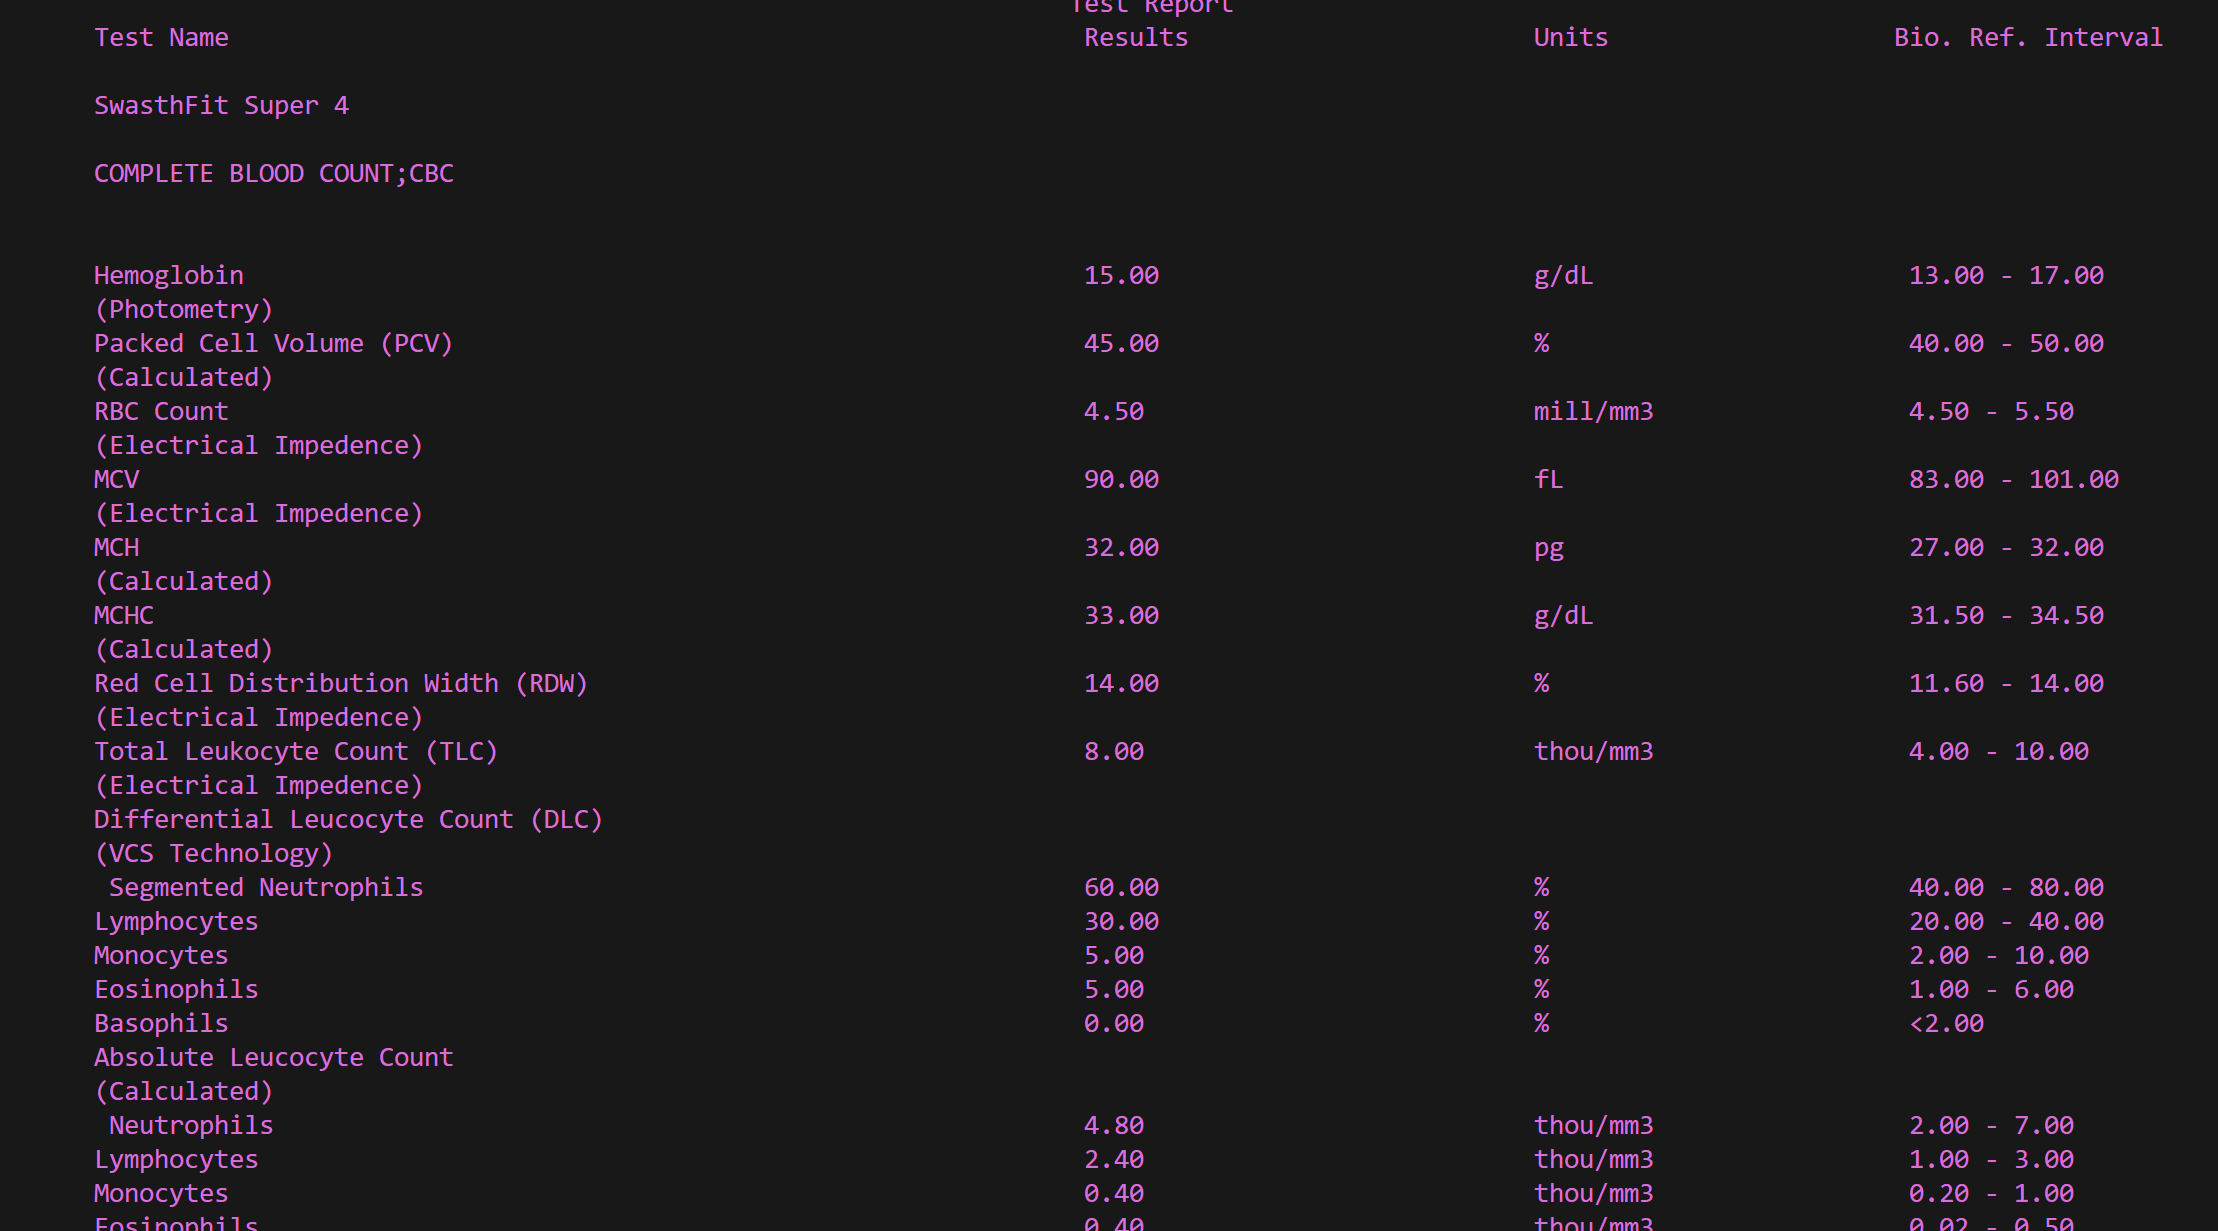 Test Report
Test Name Results Units Bio. Ref. Interval
SwasthFit Super 4
COMPLETE BLOOD COUNT;CBC
Hemoglobin 15.00 g/dL 13.00 - 17.00
(Photometry)
Packed Cell Volume (PCV) 45.00 % 40.00 - 50.00
(Calculated)
RBC Count 4.50 mill/mm3 4.50 - 5.50
(Electrical Impedence)
MCV 90.00 fL 83.00 - 101.00
(Electrical Impedence)
MCH 32.00 pg 27.00 - 32.00
(Calculated)
MCHC 33.00 g/dL 31.50 - 34.50
(Calculated)
Red Cell Distribution Width (RDW) 14.00 % 11.60 - 14.00
(Electrical Impedence)
Total Leukocyte Count (TLC) 8.00 thou/mm3 4.00 - 10.00
(Electrical Impedence)
Differential Leucocyte Count (DLC)
(VCS Technology)
Segmented Neutrophils 60.00 % 40.00 - 80.00
Lymphocytes 30.00 % 20.00 - 40.00
Monocytes 5.00 % 2.00 - 10.00
Eosinophils 5.00 % 1.00 - 6.00
Basophils 0.00 % <2.00
Absolute Leucocyte Count
(Calculated)
Neutrophils 4.80 thou/mm3 2.00 - 7.00
Lymphocytes 2.40 thou/mm3 1.00 - 3.00
Monocytes 0.40 thou/mm3 0.20 - 1.00
Eosinophils 0.40 thou/mm3 0.02 - 0.50